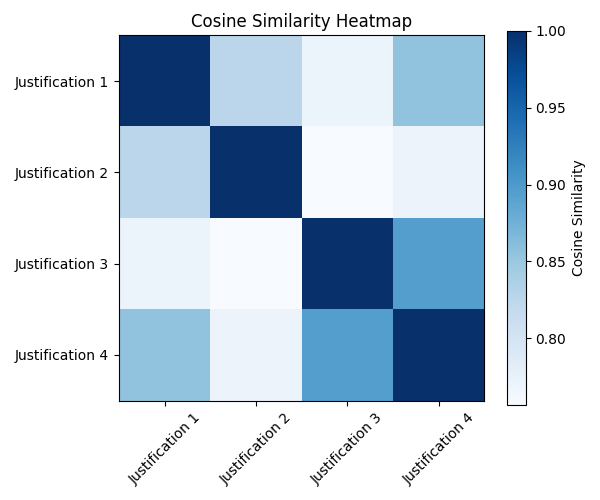 Cosine Similarity Heatmap
Justification 1
Justification 2
Justification 3
Justification 4
Justification 1
Justification 2
Justification 3
Justification 4
1.00
0.95
0.90
0.85
0.80
Cosine Similarity